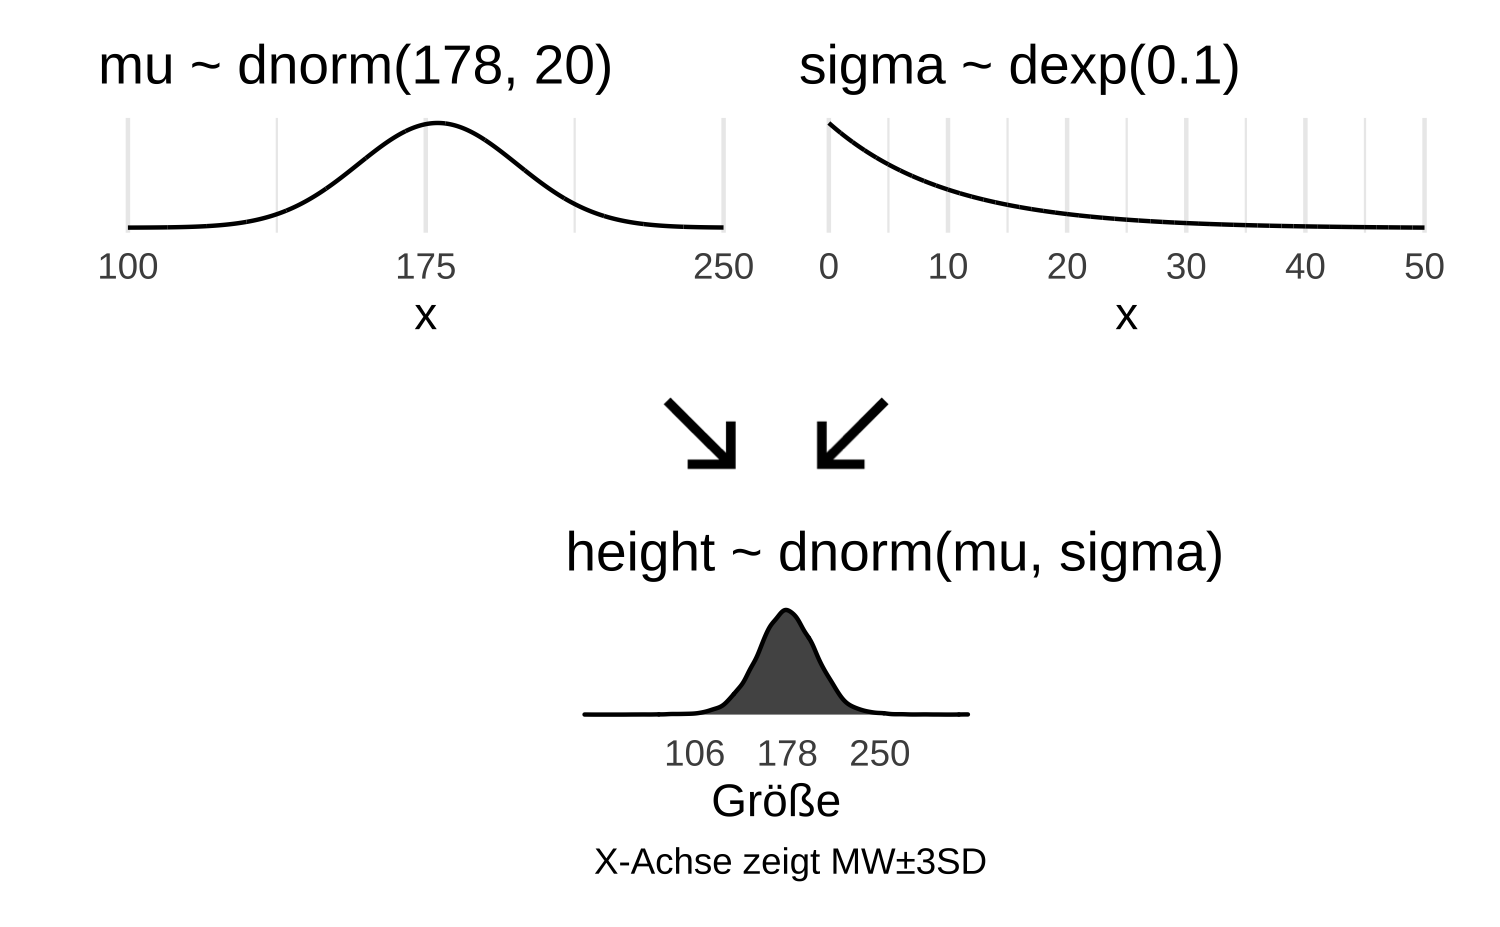 mu ~ dnorm(178, 20)
100 175 250
x
sigma ~ dexp(0.1)
0 10 20 30 40 50
x
height ~ dnorm(mu, sigma)
106 178 250
Größe
X-Achse zeigt MW±3SD